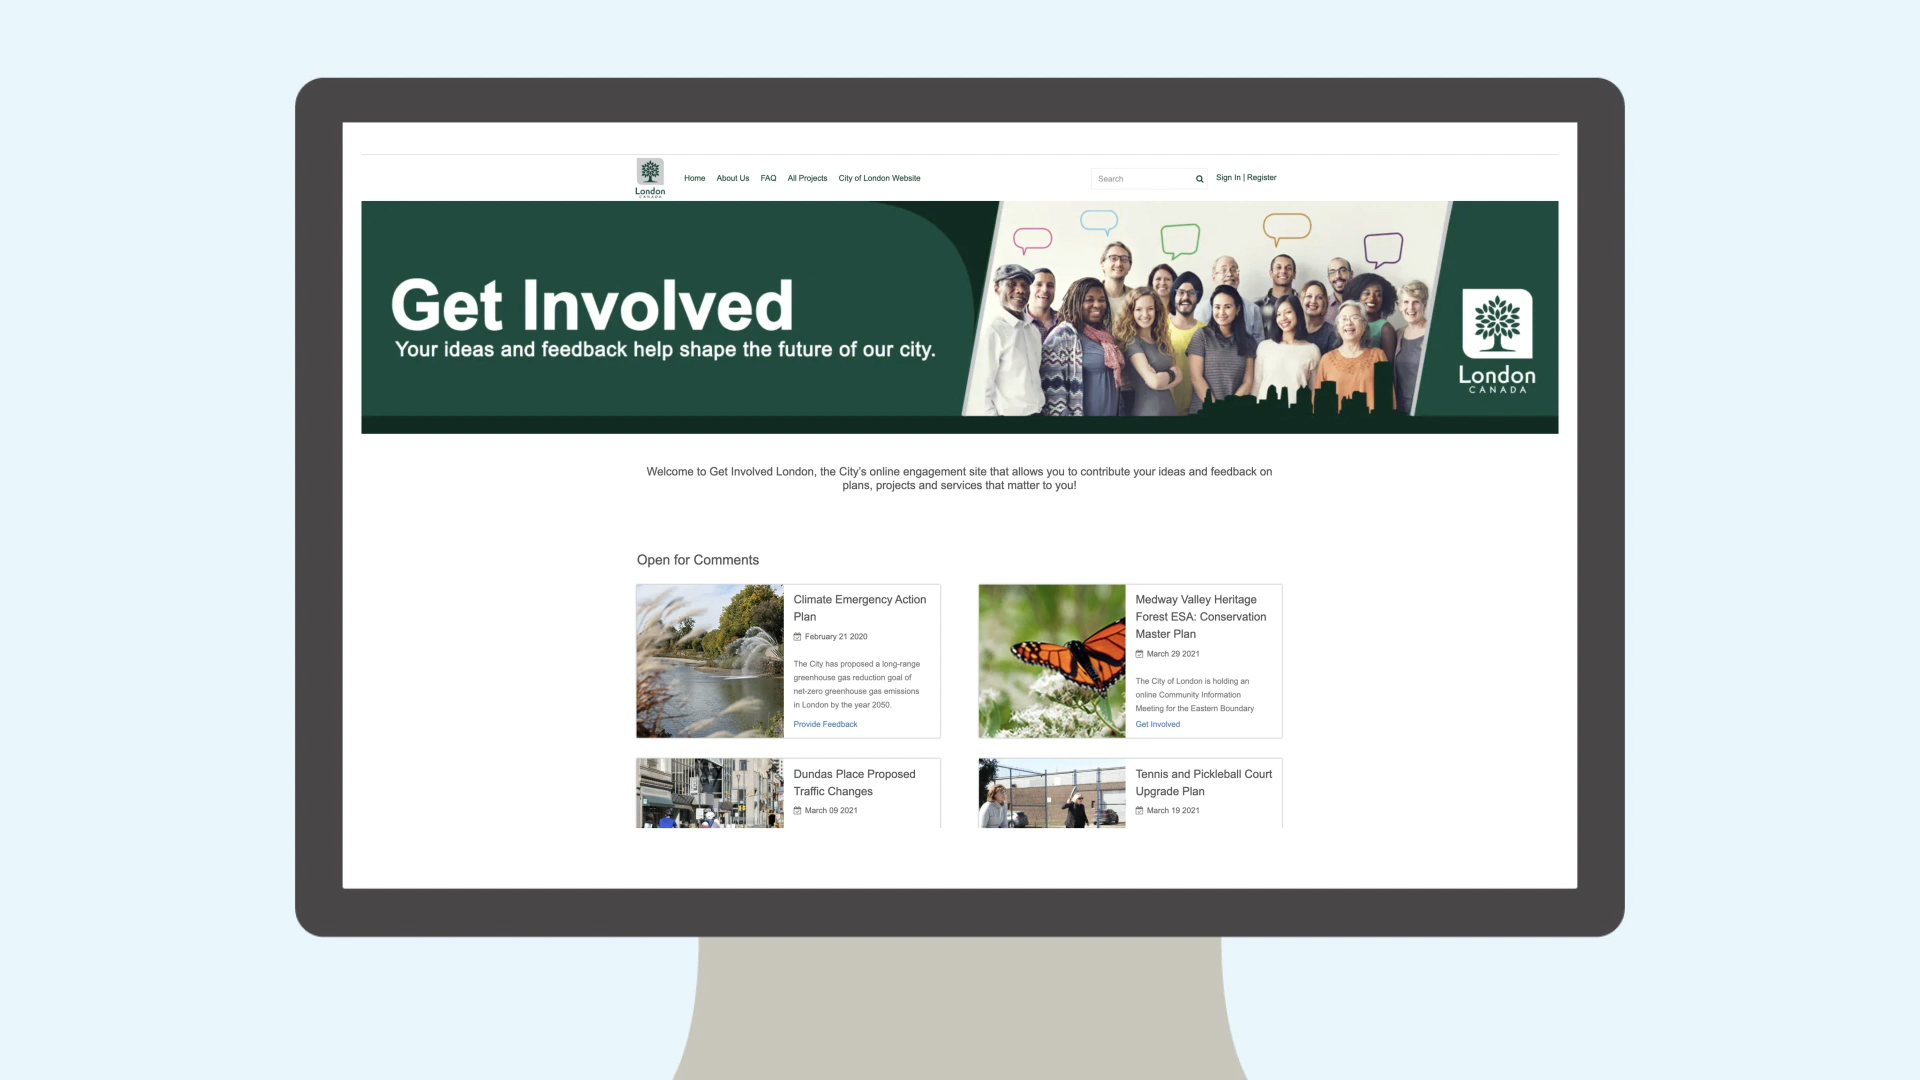 London
CANADA
Home About Us FAQ All Projects City of London Website
Search
Sign In | Register
Get Involved
Your ideas and feedback help shape the future of our city.
London
CANADA
Welcome to Get Involved London, the City's online engagement site that allows you to contribute your ideas and feedback on
plans, projects and services that matter to you!
Open for Comments
Climate Emergency Action
Plan
February 21 2020
The City has proposed a long-range
greenhouse gas reduction goal of
net-zero greenhouse gas emissions
in London by the year 2050.
Provide Feedback
Medway Valley Heritage
Forest ESA: Conservation
Master Plan
March 29 2021
The City of London is holding an
online Community Information
Meeting for the Eastern Boundary
Get Involved
Dundas Place Proposed
Traffic Changes
March 09 2021
Tennis and Pickleball Court
Upgrade Plan
March 19 2021